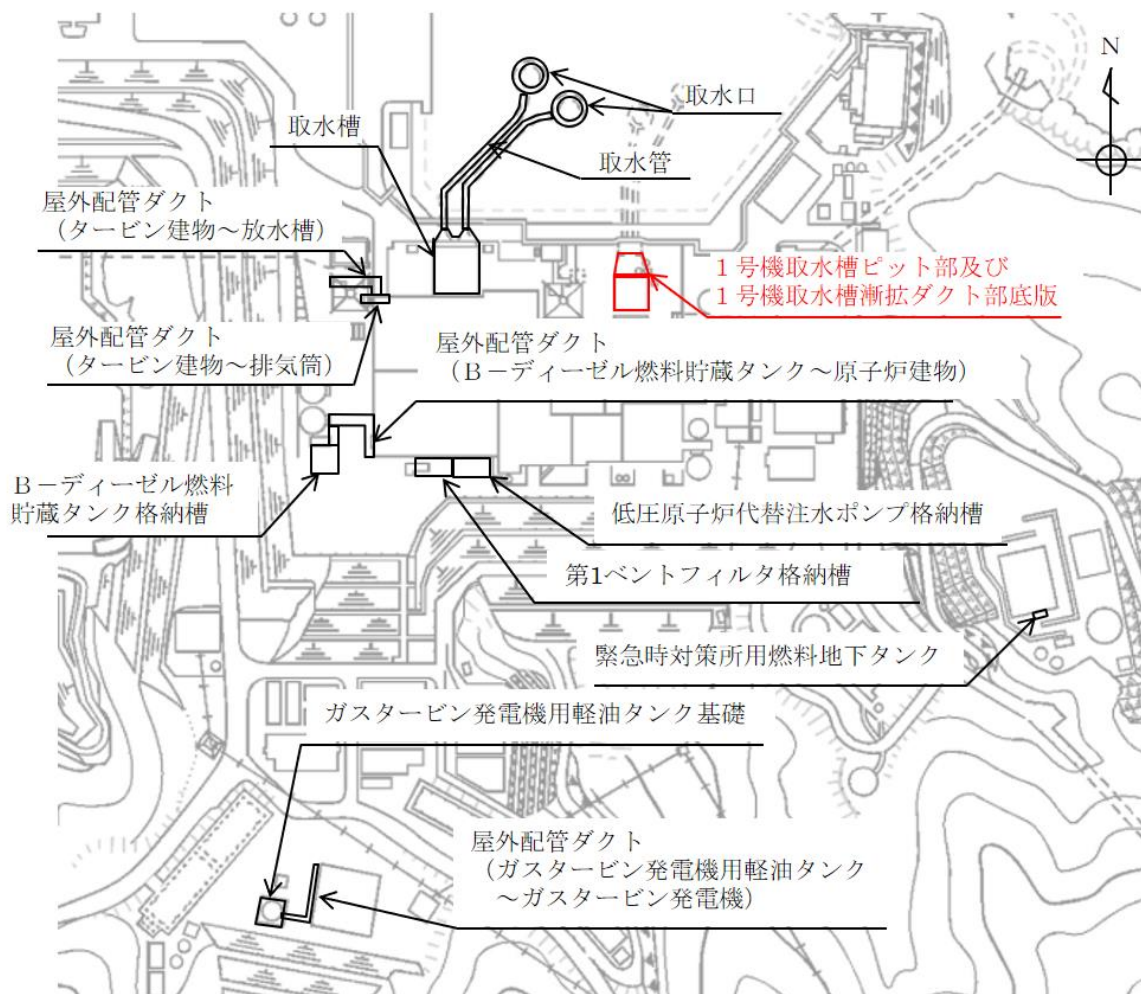 N
取水口
取水槽
取水管
屋外配管ダクト
（タービン建物～放水槽）
１号機取水槽ピット部及び
１号機取水槽漸拡ダクト部底版
屋外配管ダクト
（タービン建物～排気筒）
屋外配管ダクト
（Ｂ－ディーゼル燃料貯蔵タンク～原子炉建物）
Ｂ－ディーゼル燃料
貯蔵タンク格納槽
低圧原子炉代替注水ポンプ格納槽
第1ベントフィルタ格納槽
緊急時対策所用燃料地下タンク
ガスタービン発電機用軽油タンク基礎
屋外配管ダクト
（ガスタービン発電機用軽油タンク
～ガスタービン発電機）